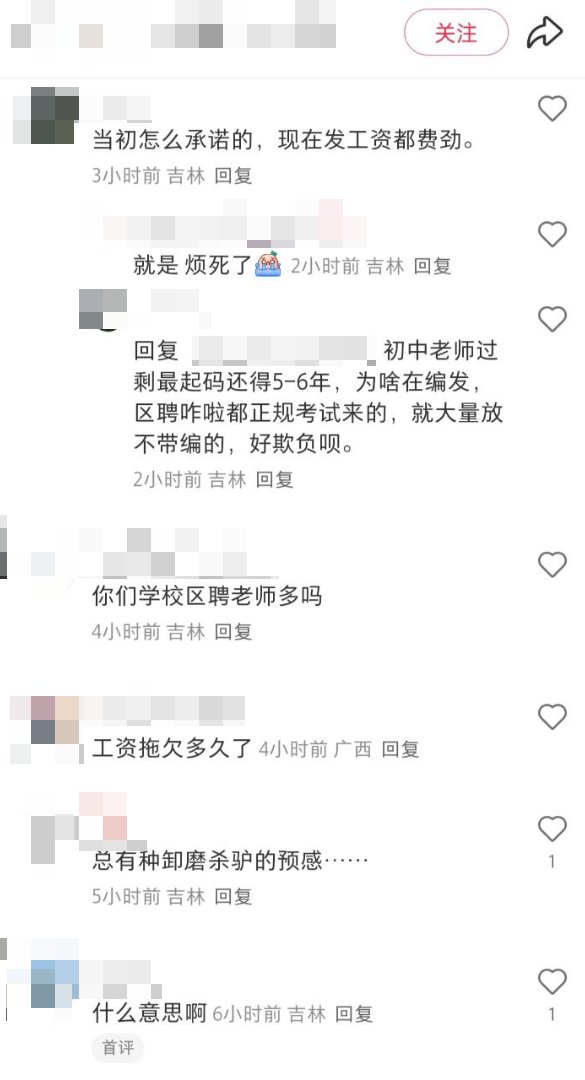 关注
当初怎么承诺的，现在发工资都费劲。
3小时前 吉林 回复
就是 烦死了 2小时前 吉林 回复
回复 初中老师过
剩最起码还得5-6年，为啥在编发，
区聘咋啦都正规考试来的，就大量放
不带编的，好欺负呗。
2小时前 吉林 回复
你们学校区聘老师多吗
4小时前 吉林 回复
工资拖欠多久了 4小时前 广西 回复
总有种卸磨杀驴的预感……
1
5小时前 吉林 回复
什么意思啊 6小时前 吉林 回复
1
首评